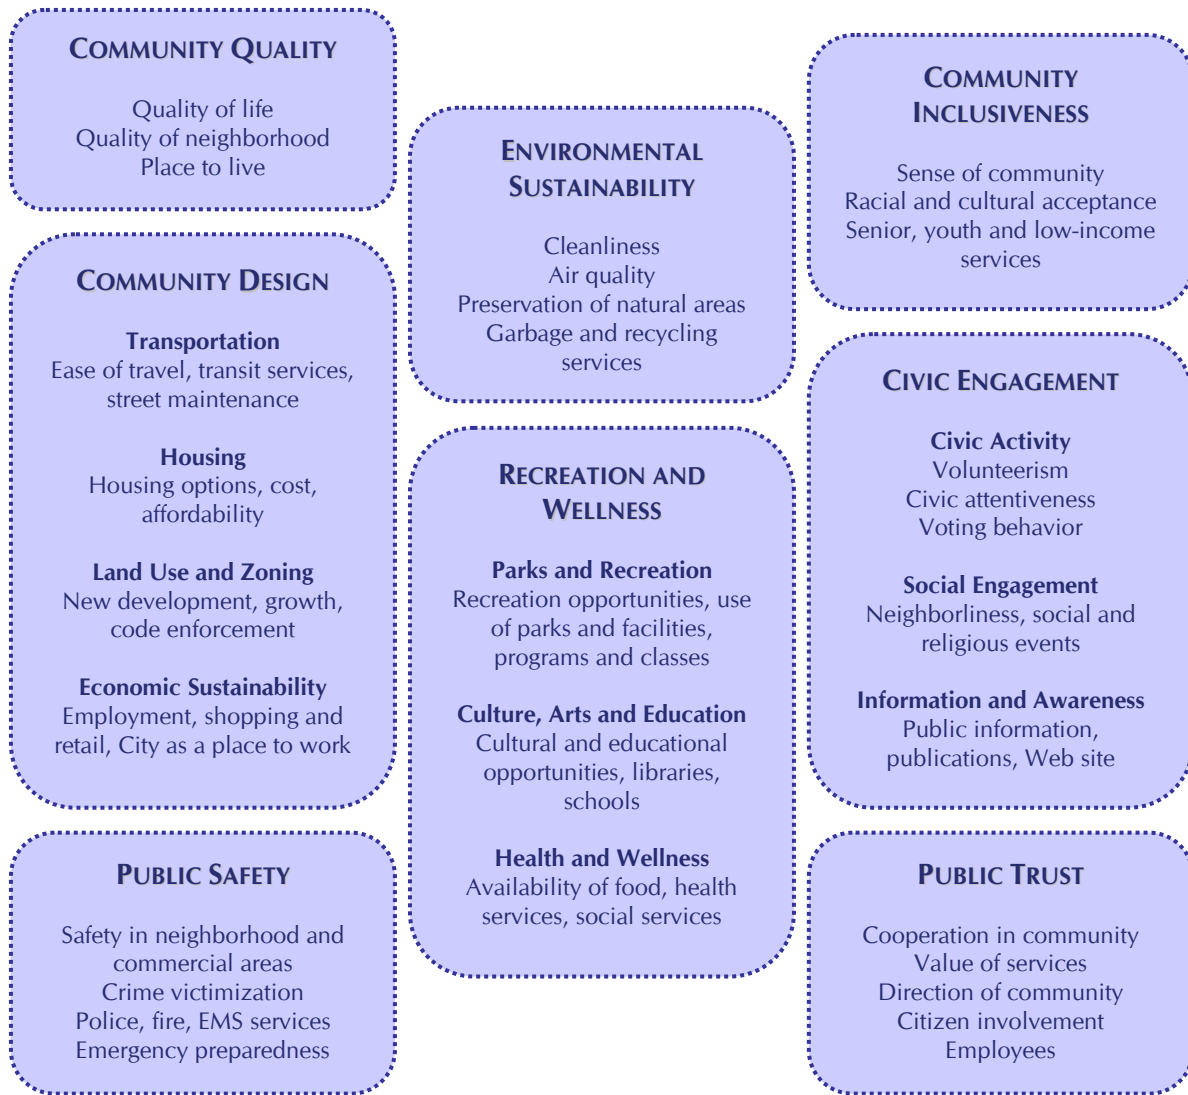 COMMUNITY QUALITY
Quality of life
Quality of neighborhood
Place to live
COMMUNITY DESIGN
Transportation
Ease of travel, transit services,
street maintenance
Housing
Housing options, cost,
affordability
Land Use and Zoning
New development, growth,
code enforcement
Economic Sustainability
Employment, shopping and
retail, City as a place to work
PUBLIC SAFETY
Safety in neighborhood and
commercial areas
Crime victimization
Police, fire, EMS services
Emergency preparedness
ENVIRONMENTAL
SUSTAINABILITY
Cleanliness
Air quality
Preservation of natural areas
Garbage and recycling
services
RECREATION AND
WELLNESS
Parks and Recreation
Recreation opportunities, use
of parks and facilities,
programs and classes
Culture, Arts and Education
Cultural and educational
opportunities, libraries,
schools
Health and Wellness
Availability of food, health
services, social services
COMMUNITY
INCLUSIVENESS
Sense of community
Racial and cultural acceptance
Senior, youth and low-income
services
CIVIC ENGAGEMENT
Civic Activity
Volunteerism
Civic attentiveness
Voting behavior
Social Engagement
Neighborliness, social and
religious events
Information and Awareness
Public information,
publications, Web site
PUBLIC TRUST
Cooperation in community
Value of services
Direction of community
Citizen involvement
Employees